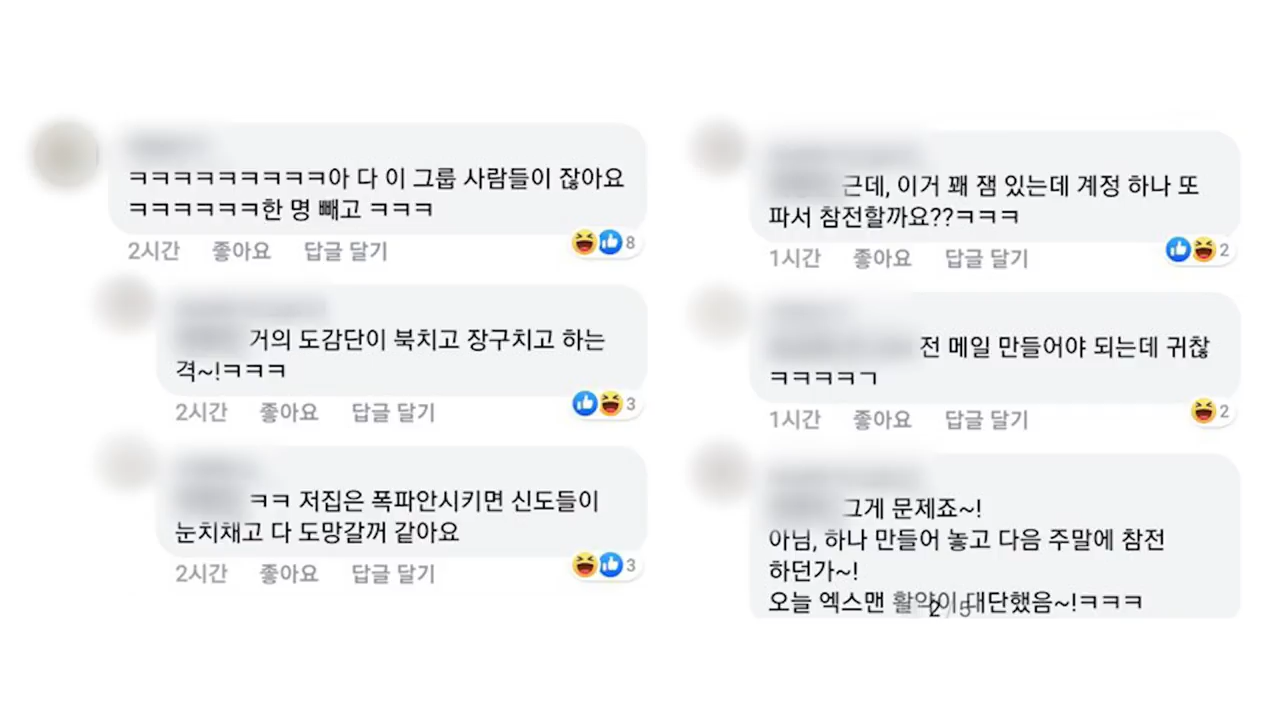 ㅋㅋㅋㅋㅋㅋㅋㅋㅋㅋ아 다 이 그룹 사람들이 잖아요
ㅋㅋㅋㅋㅋㅋ한 명 빼고 ㅋㅋㅋ
2시간 좋아요 답글 달기 8
거의 도감단이 북치고 장구치고 하는
격~!ㅋㅋㅋ
2시간 좋아요 답글 달기 3
ㅋㅋ 저집은 폭파안시키면 신도들이
눈치채고 다 도망갈꺼 같아요
2시간 좋아요 답글 달기 3
근데, 이거 꽤 잼 있는데 계정 하나 또
파서 참전할까요??ㅋㅋㅋ
1시간 좋아요 답글 달기 2
전 메일 만들어야 되는데 귀찮
ㅋㅋㅋㅋㄱ
1시간 좋아요 답글 달기 2
그게 문제죠~!
아님, 하나 만들어 놓고 다음 주말에 참전
하던가~!
오늘 엑스맨 활약이 대단했음~!ㅋㅋㅋ
2 / 5